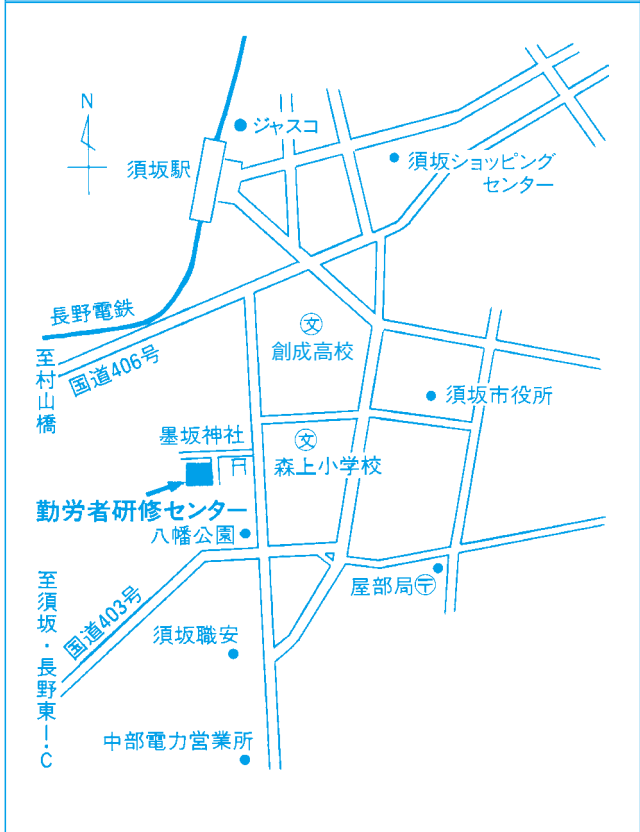 N
ジャスコ
須坂駅
須坂ショッピング
センター
長野電鉄
国道406号
至村山橋
文
創成高校
須坂市役所
墨坂神社
文
森上小学校
勤労者研修センター
八幡公園
屋部局〒
至須坂・長野東I.C
国道403号
須坂職安
中部電力営業所